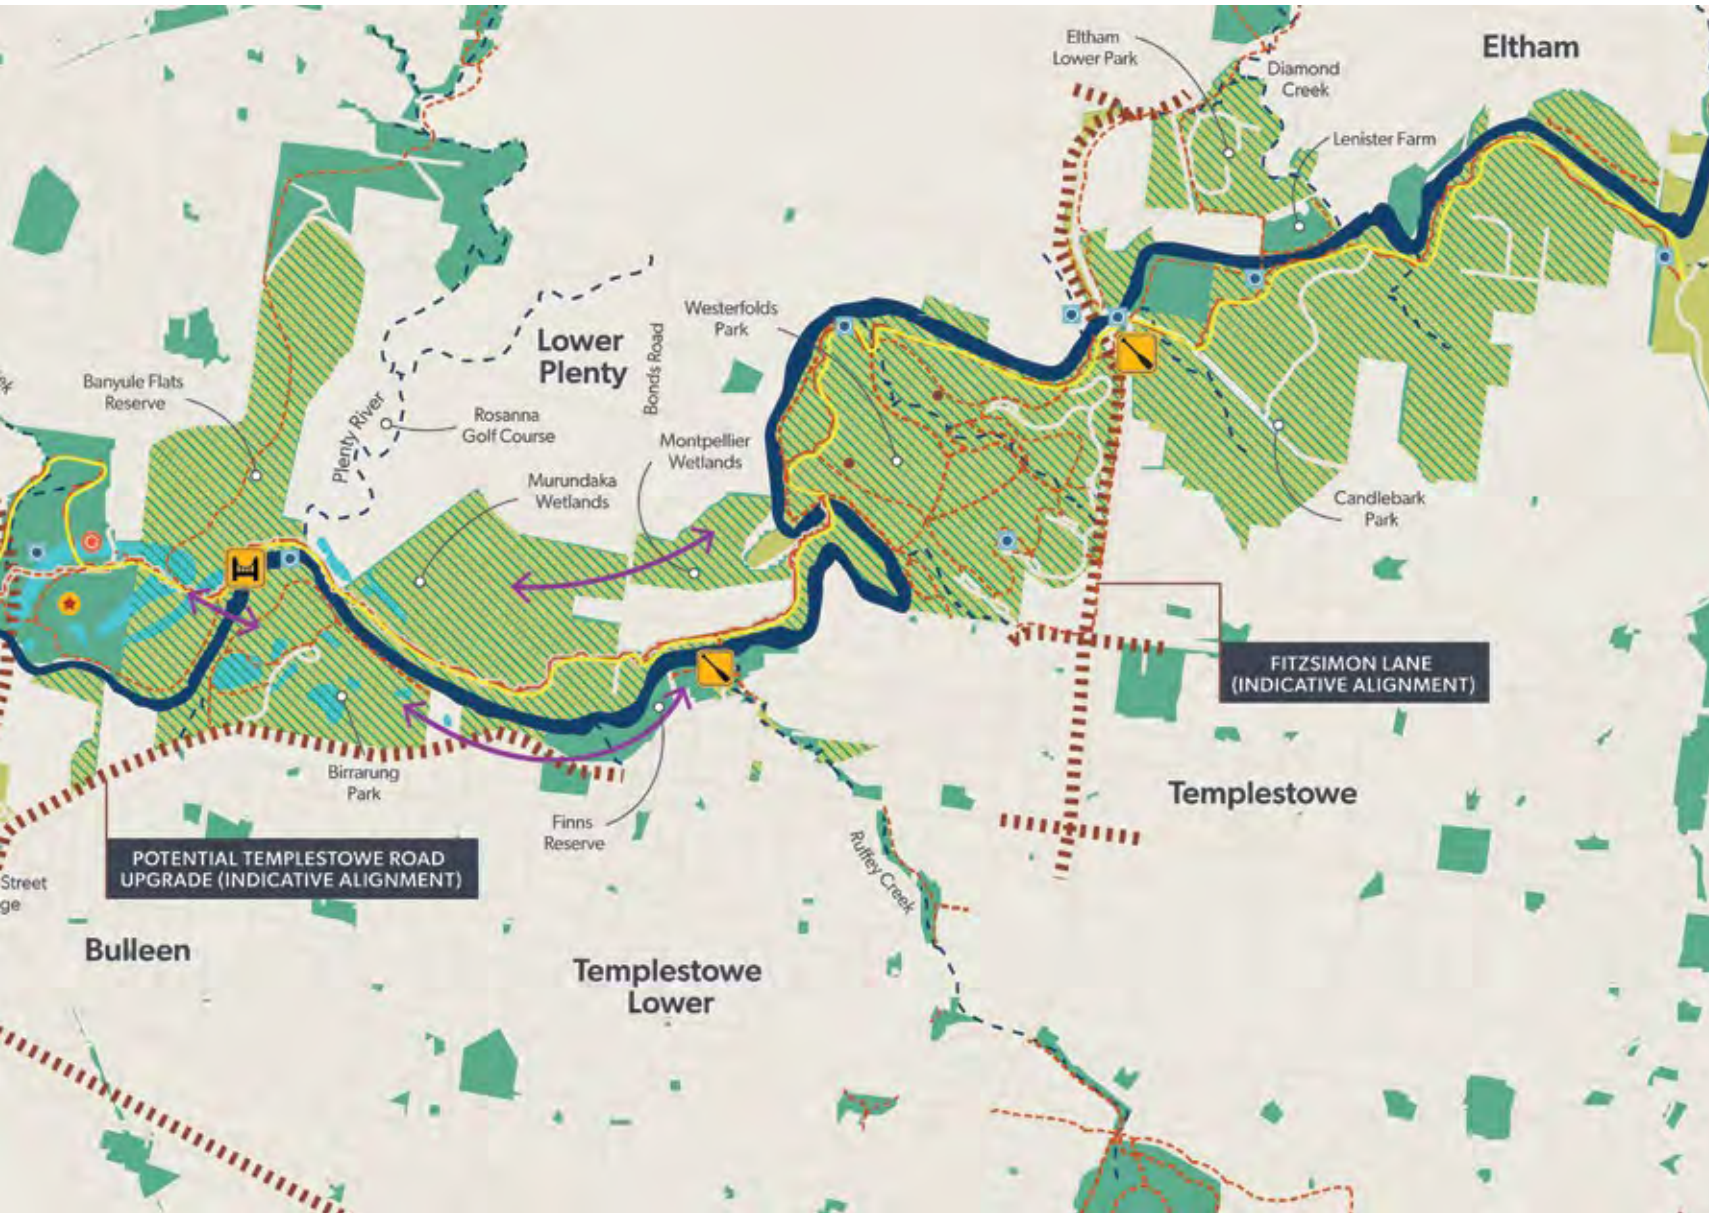 Eltham
Lower Park
Diamond
Creek
Eltham
Lenister Farm
Westerfolds
Park
Lower
Plenty
Bonds Road
Banyule Flats
Reserve
Plenty River
Rosanna
Golf Course
Montpellier
Wetlands
Murundaka
Wetlands
Candlebark
Park
FITZSIMON LANE
(INDICATIVE ALIGNMENT)
Birrarung
Park
Templestowe
Finns
Reserve
Ruffey Creek
POTENTIAL TEMPLESTOWE ROAD
UPGRADE (INDICATIVE ALIGNMENT)
Street
ge
Bulleen
Templestowe
Lower